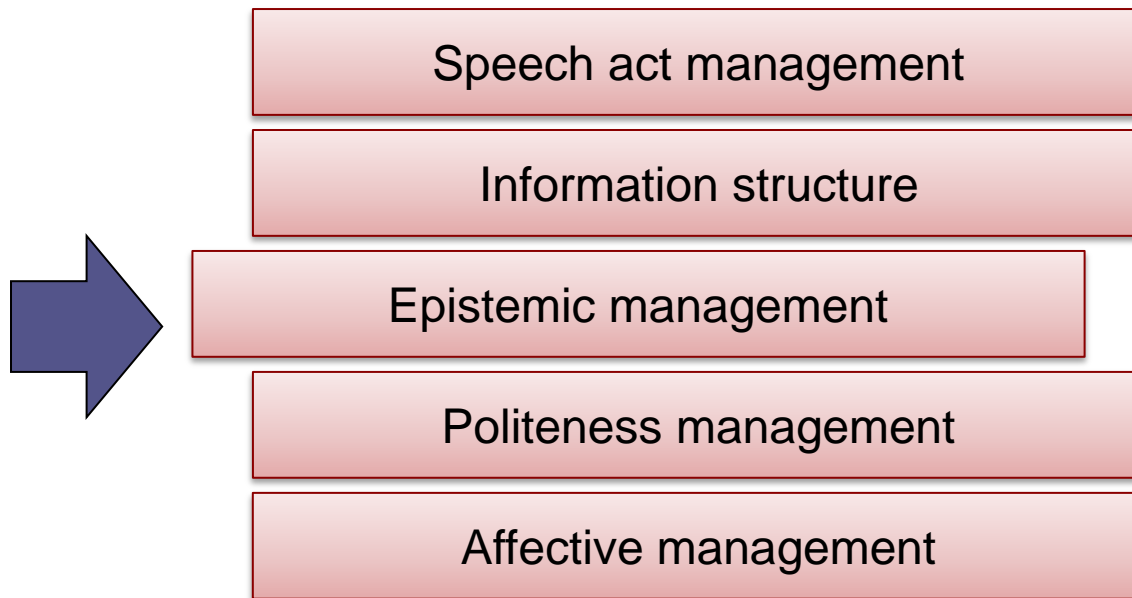 Speech act management
Information structure
Epistemic management
Politeness management
Affective management